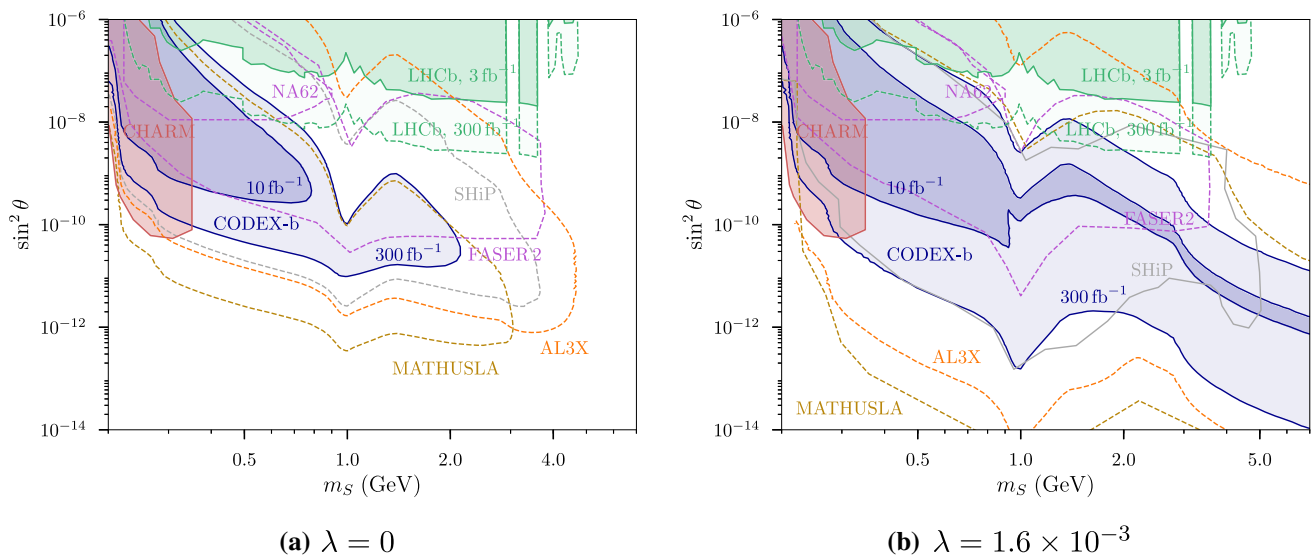 10⁻⁶
10⁻⁸
10⁻¹⁰
10⁻¹²
10⁻¹⁴
sin² θ
0.5
1.0
2.0
4.0
m_S (GeV)
LHCb, 3 fb⁻¹
NA62
LHCb, 300 fb⁻¹
CHARM
SHiP
10 fb⁻¹
CODEX-b
300 fb⁻¹
FASER 2
AL3X
MATHUSLA
(a) λ = 0
10⁻⁶
10⁻⁸
10⁻¹⁰
10⁻¹²
10⁻¹⁴
sin² θ
0.5
1.0
2.0
5.0
m_S (GeV)
LHCb, 3 fb⁻¹
NA62
LHCb, 300 fb⁻¹
CHARM
10 fb⁻¹
FASER2
CODEX-b
SHiP
300 fb⁻¹
AL3X
MATHUSLA
(b) λ = 1.6 × 10⁻³